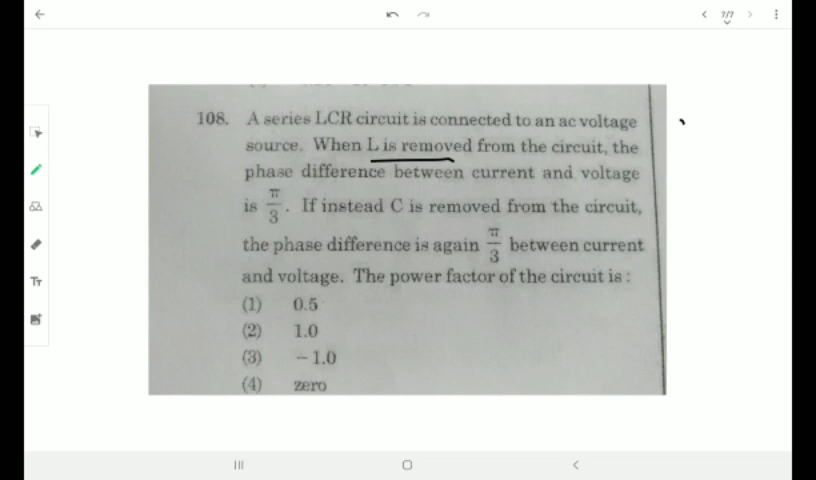 7/7
108. A series LCR circuit is connected to an ac voltage
source. When L is removed from the circuit, the
phase difference between current and voltage
is π/3. If instead C is removed from the circuit,
the phase difference is again π/3 between current
and voltage. The power factor of the circuit is :
(1) 0.5
(2) 1.0
(3) – 1.0
(4) zero
Tт